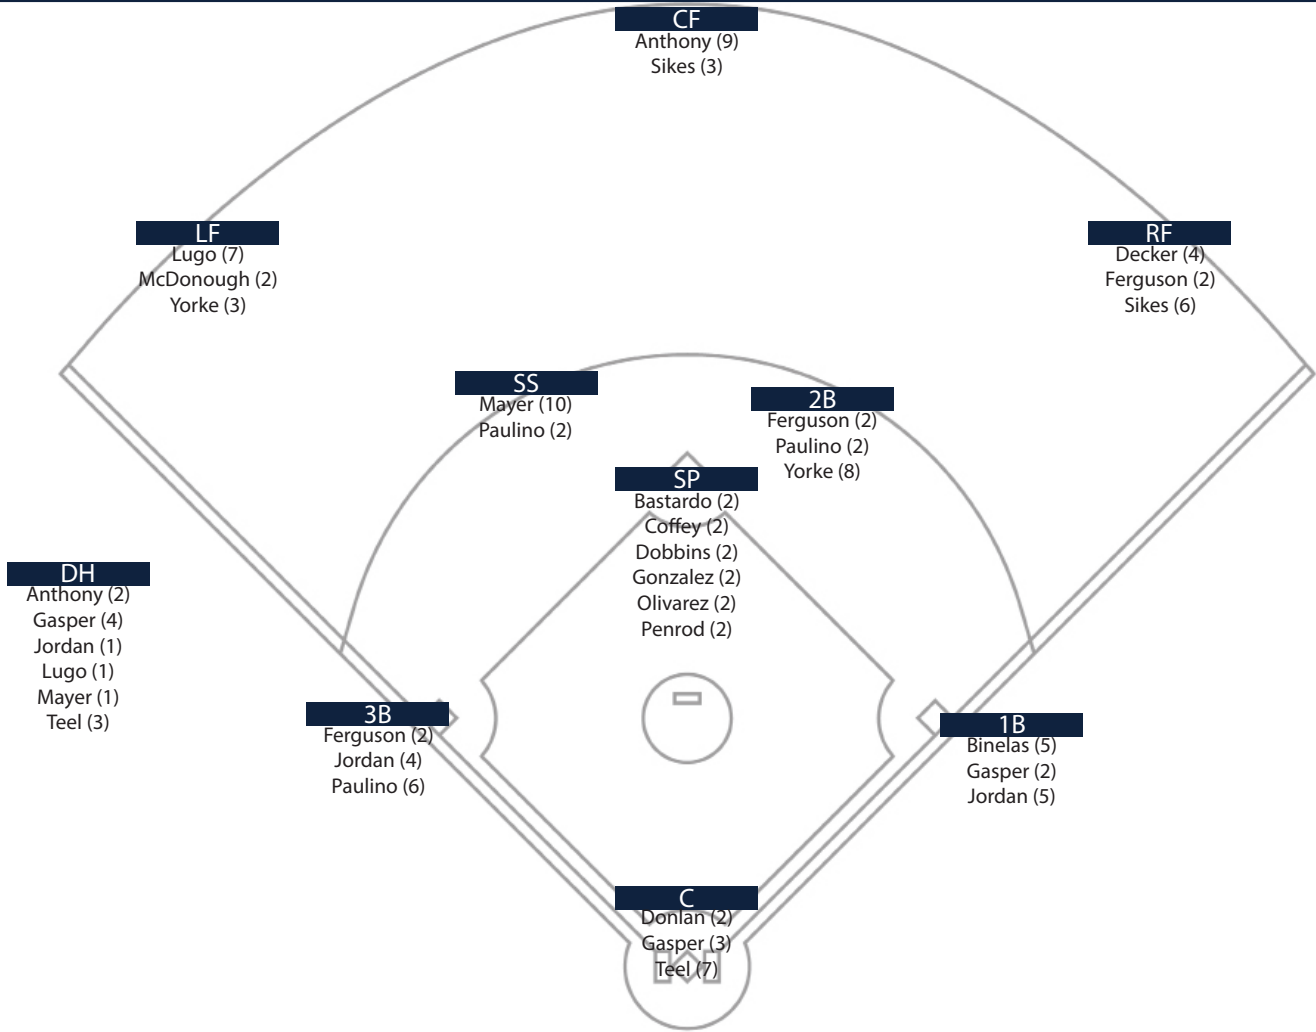 CF
Anthony (9)
Sikes (3)
LF
Lugo (7)
McDonough (2)
Yorke (3)
RF
Decker (4)
Ferguson (2)
Sikes (6)
SS
Mayer (10)
Paulino (2)
2B
Ferguson (2)
Paulino (2)
Yorke (8)
SP
Bastardo (2)
Coffey (2)
Dobbins (2)
Gonzalez (2)
Olivarez (2)
Penrod (2)
DH
Anthony (2)
Gasper (4)
Jordan (1)
Lugo (1)
Mayer (1)
Teel (3)
3B
Ferguson (2)
Jordan (4)
Paulino (6)
1B
Binelas (5)
Gasper (2)
Jordan (5)
C
Donlan (2)
Gasper (3)
Teel (7)